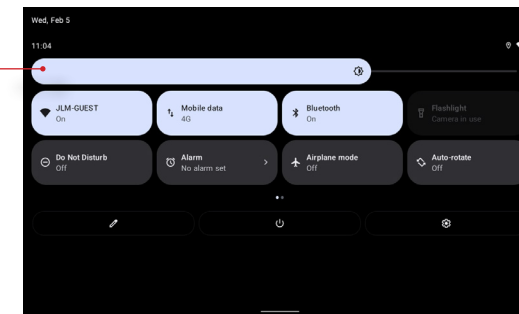 Wed, Feb 5
11:04
JLM-GUEST
On
Mobile data
4G
Bluetooth
On
Flashlight
Camera in use
Do Not Disturb
Off
Alarm
No alarm set
Airplane mode
Off
Auto-rotate
Off